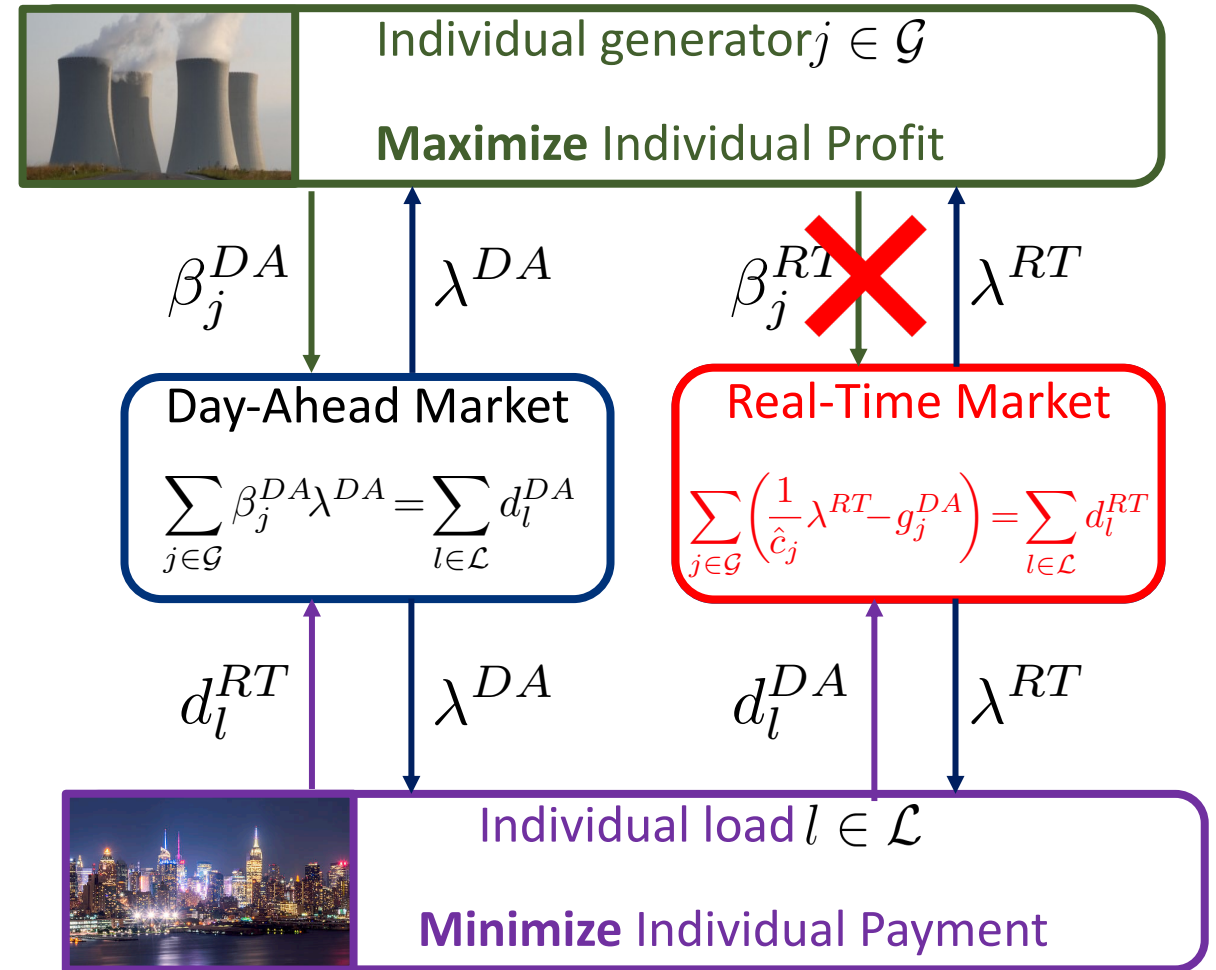 Individual generator j ∈ 𝒢
Maximize Individual Profit
β_j^{DA}
λ^{DA}
β_j^{RT}
λ^{RT}
Day-Ahead Market
∑_{j∈𝒢} β_j^{DA} λ^{DA} = ∑_{l∈ℒ} d_l^{DA}
Real-Time Market
∑_{j∈𝒢} (\frac{1}{ĉ_j} λ^{RT} − g_j^{DA}) = ∑_{l∈ℒ} d_l^{RT}
d_l^{RT}
λ^{DA}
d_l^{DA}
λ^{RT}
Individual load l ∈ ℒ
Minimize Individual Payment